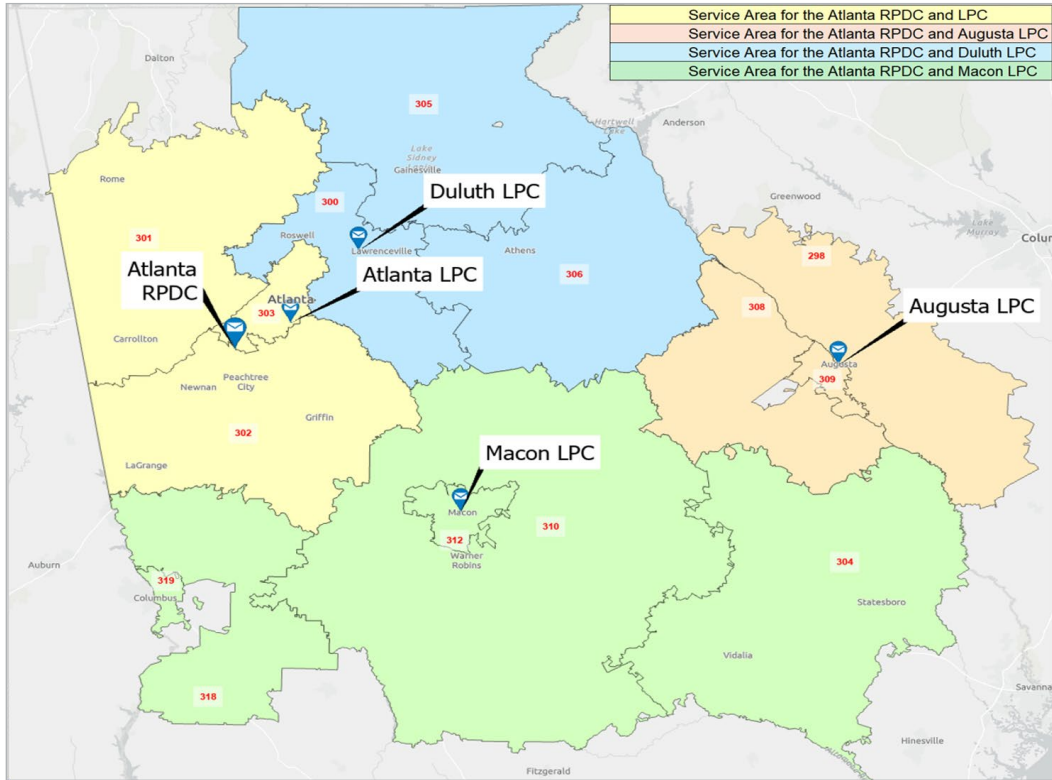 Service Area for the Atlanta RPDC and LPC
Service Area for the Atlanta RPDC and Augusta LPC
Service Area for the Atlanta RPDC and Duluth LPC
Service Area for the Atlanta RPDC and Macon LPC
Dalton
305
Hartwell
Lake
Anderson
Lake
Sidney
Gainesville
Rome
300
Duluth LPC
Greenwood
Lake
Murray
301
Roswell
Lawrenceville
Athens
298
Colum
Atlanta
RPDC
Atlanta LPC
306
Atlanta
303
308
Augusta LPC
Carrollton
Augusta
309
Newnan
Peachtree
City
Griffin
302
LaGrange
Macon LPC
Macon
310
312
Warner
Robins
Auburn
319
Columbus
304
Statesboro
Vidalia
318
Savanna
Hinesville
Fitzgerald